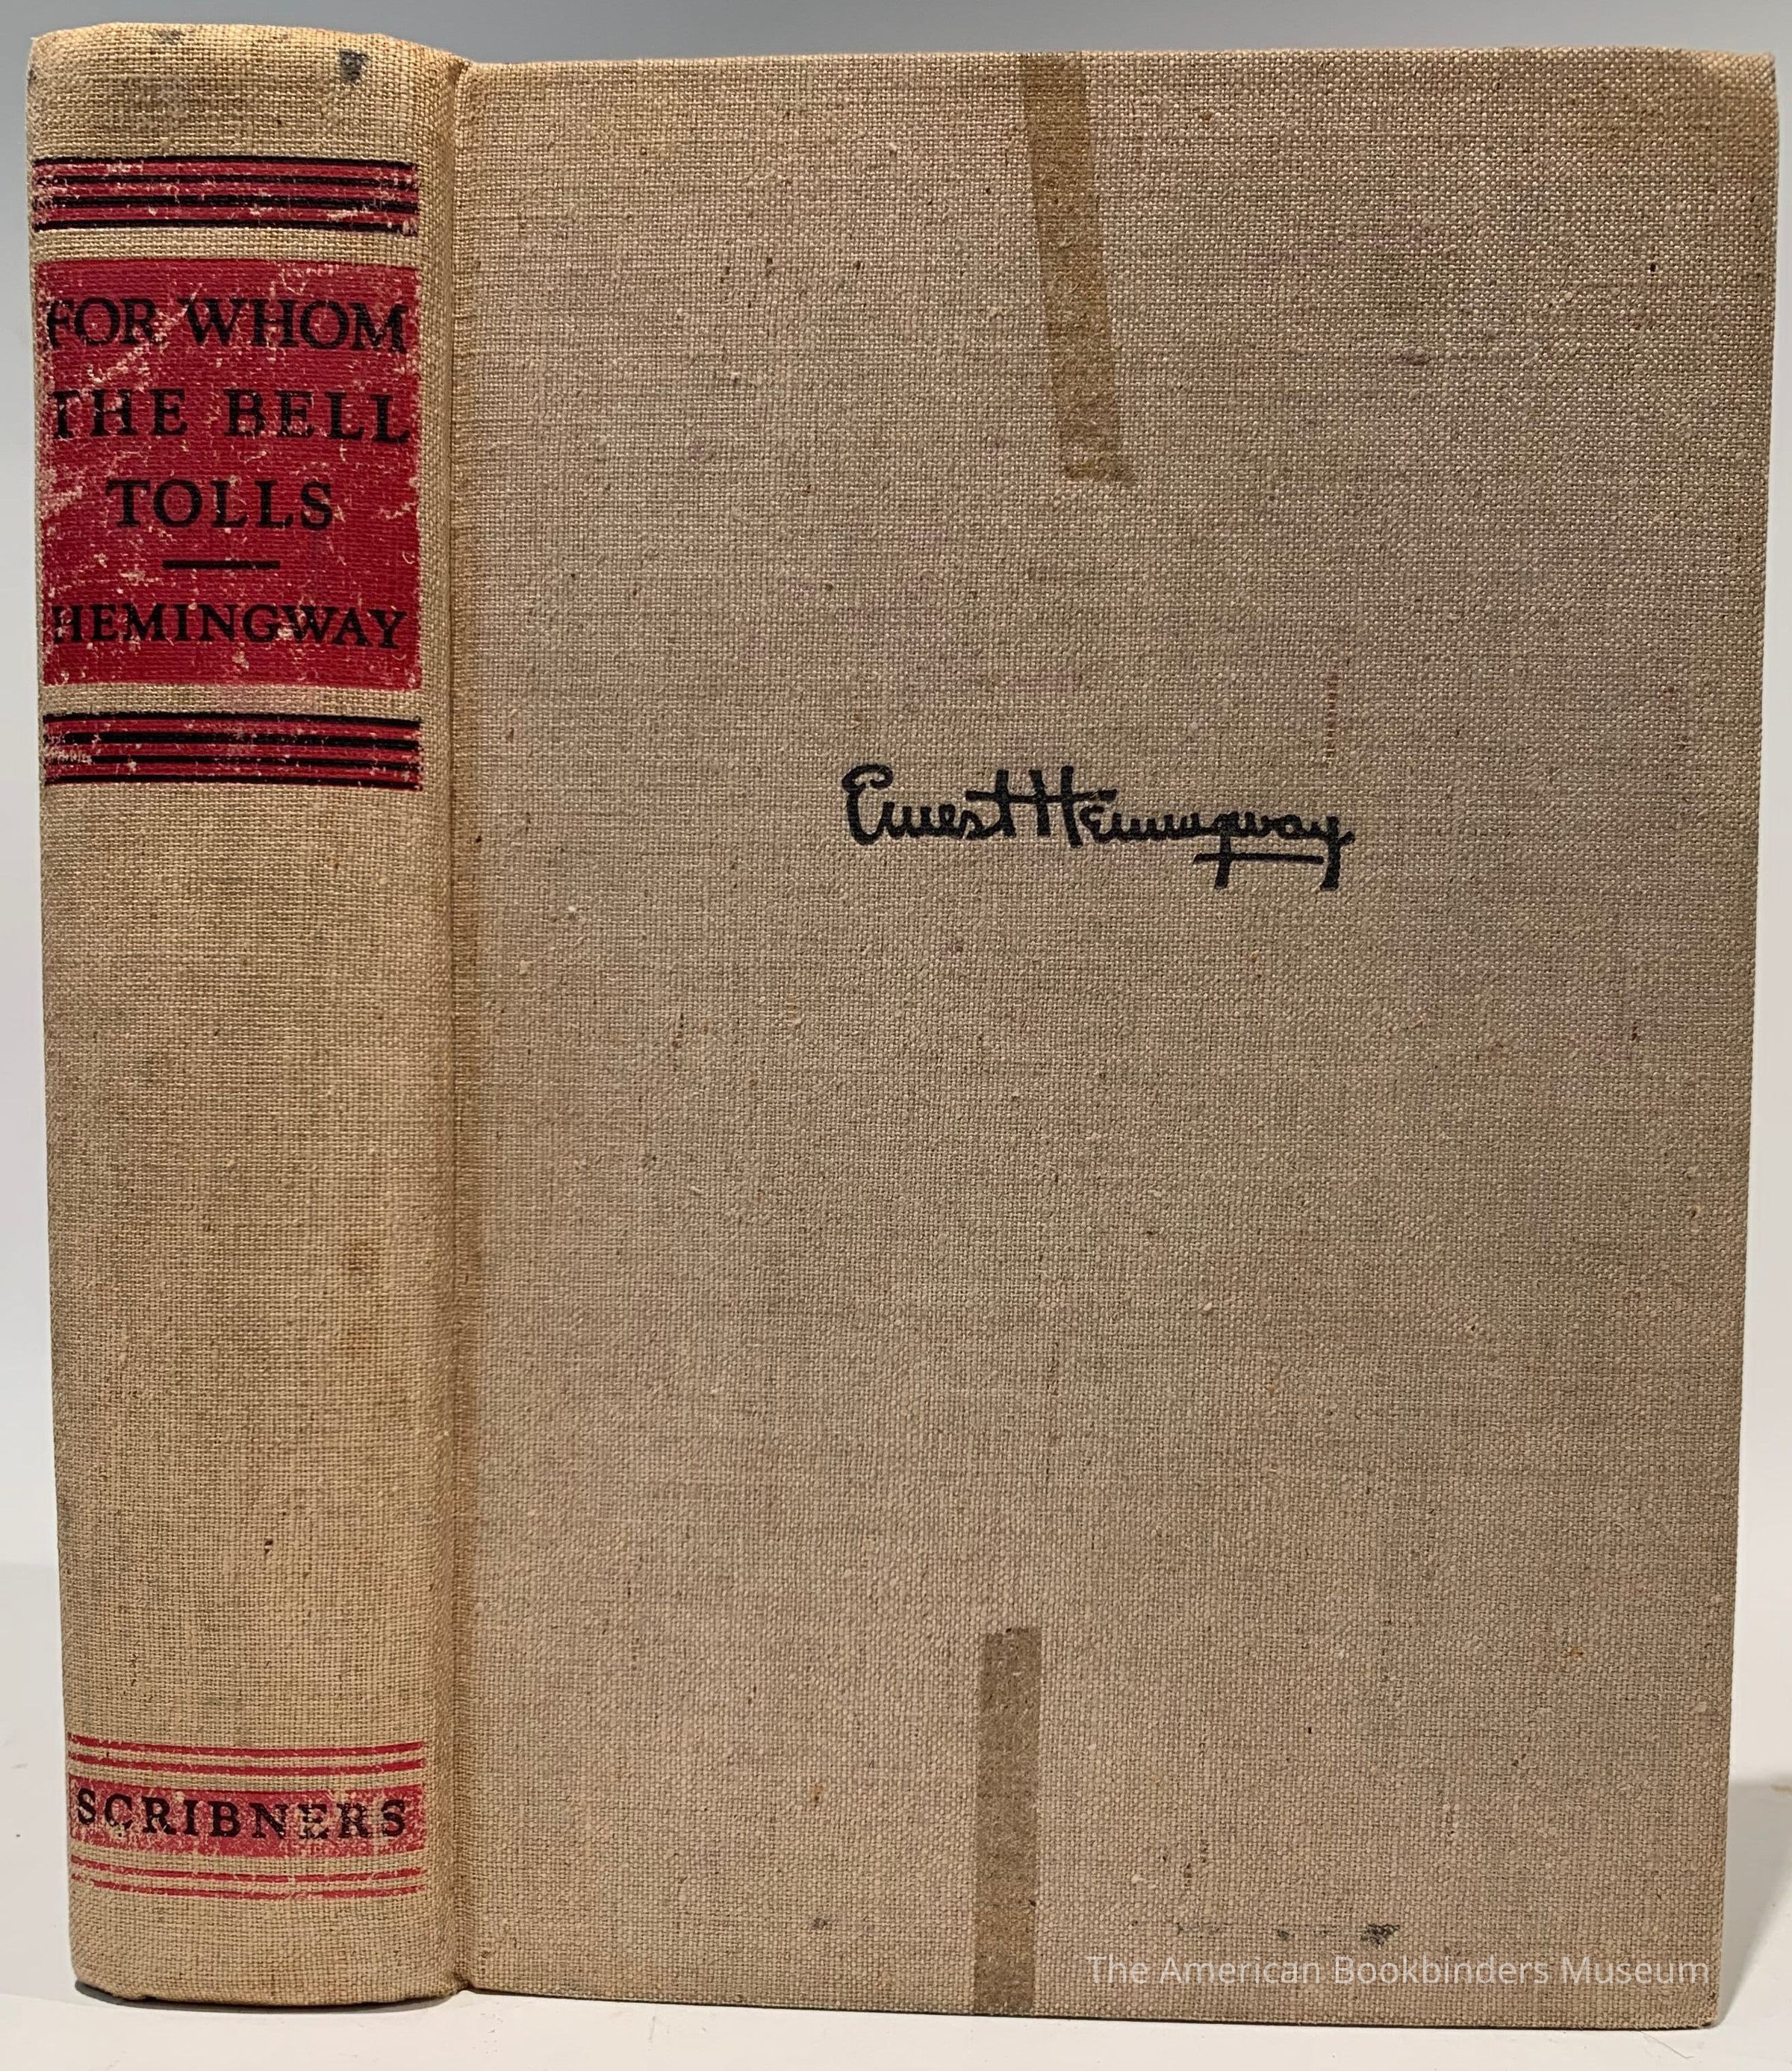 FOR WHOM
THE BELL
TOLLS
HEMINGWAY
SCRIBNERS
Ernest Hemingway
The American Bookbinders Museum